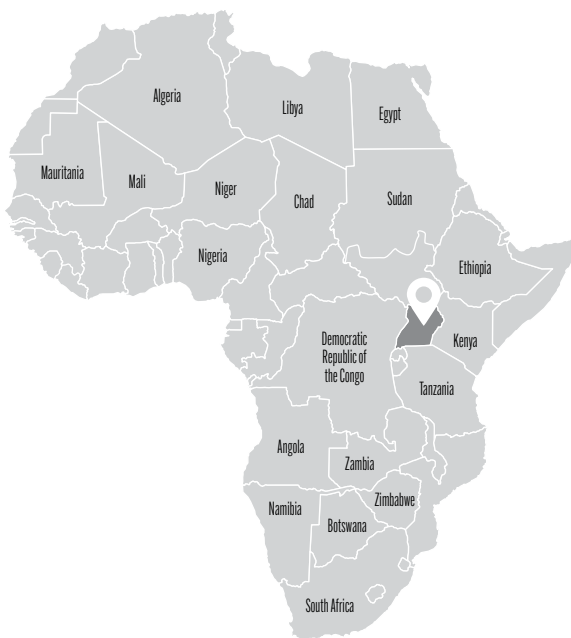 Algeria
Libya
Egypt
Mauritania
Mali
Niger
Chad
Sudan
Nigeria
Ethiopia
Democratic
Republic of
the Congo
Kenya
Tanzania
Angola
Zambia
Zimbabwe
Namibia
Botswana
South Africa